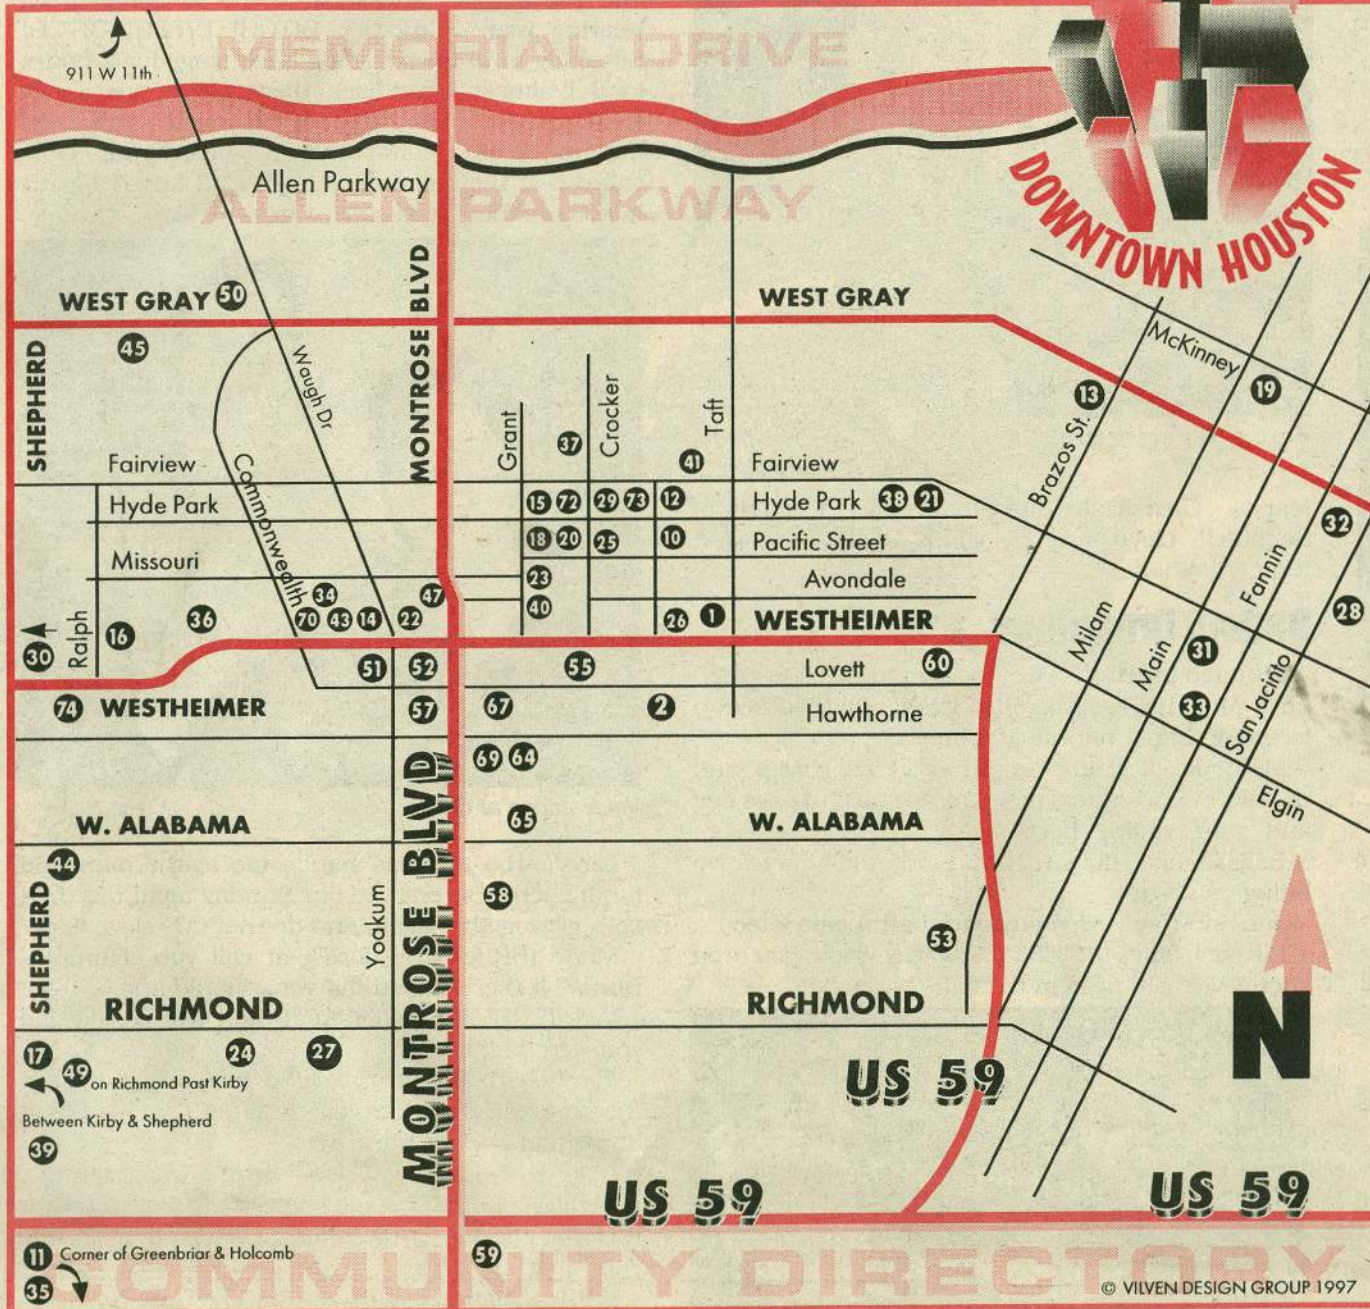 MEMORIAL DRIVE
911 W 11th
DOWNTOWN HOUSTON
Allen Parkway
ALLEN PARKWAY
MONTROSE BLVD
WEST GRAY 50
WEST GRAY
SHEPHERD
45
Waugh Dr
McKinney
13
19
Brazos St.
Grant
37
Crocker
Taft
41
Fairview
Commonwealth
Fairview
Hyde Park
15 72 29 73 12
Hyde Park 38 21
32
18 20 25 10
Pacific Street
Missouri
23
Avondale
Fannin
34
47
40
28
Ralph
30
16
36
70 43 14 22
26 1
WESTHEIMER
Milam
Main
31
51 52
55
Lovett
60
San Jacinto
74 WESTHEIMER
57
67
2
Hawthorne
33
69 64
Elgin
W. ALABAMA
65
W. ALABAMA
SHEPHERD
44
Yoakum
MONTROSE BLVD
58
53
RICHMOND
RICHMOND
N
17
49 on Richmond Past Kirby
24
27
US 59
Between Kirby & Shepherd
39
US 59
US 59
11 Corner of Greenbriar & Holcomb
35
59
COMMUNITY DIRECTORY
© VILVEN DESIGN GROUP 1997